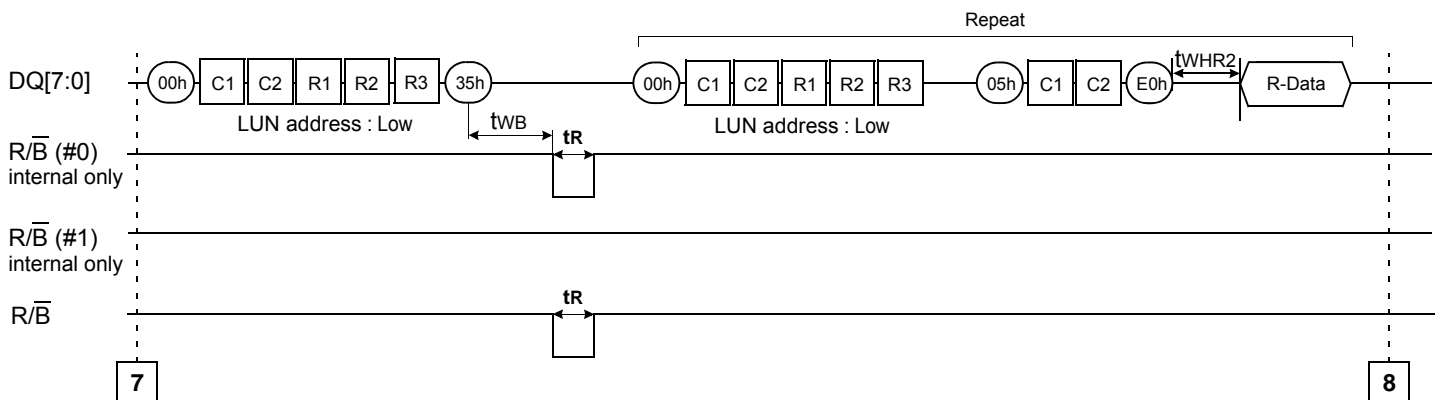 Repeat
DQ[7:0] 00h C1 C2 R1 R2 R3 35h 00h C1 C2 R1 R2 R3 05h C1 C2 E0h tWHR2 R-Data
LUN address : Low LUN address : Low
tWB tR
R/B (#0)
internal only
R/B (#1)
internal only
tR
R/B
7 8